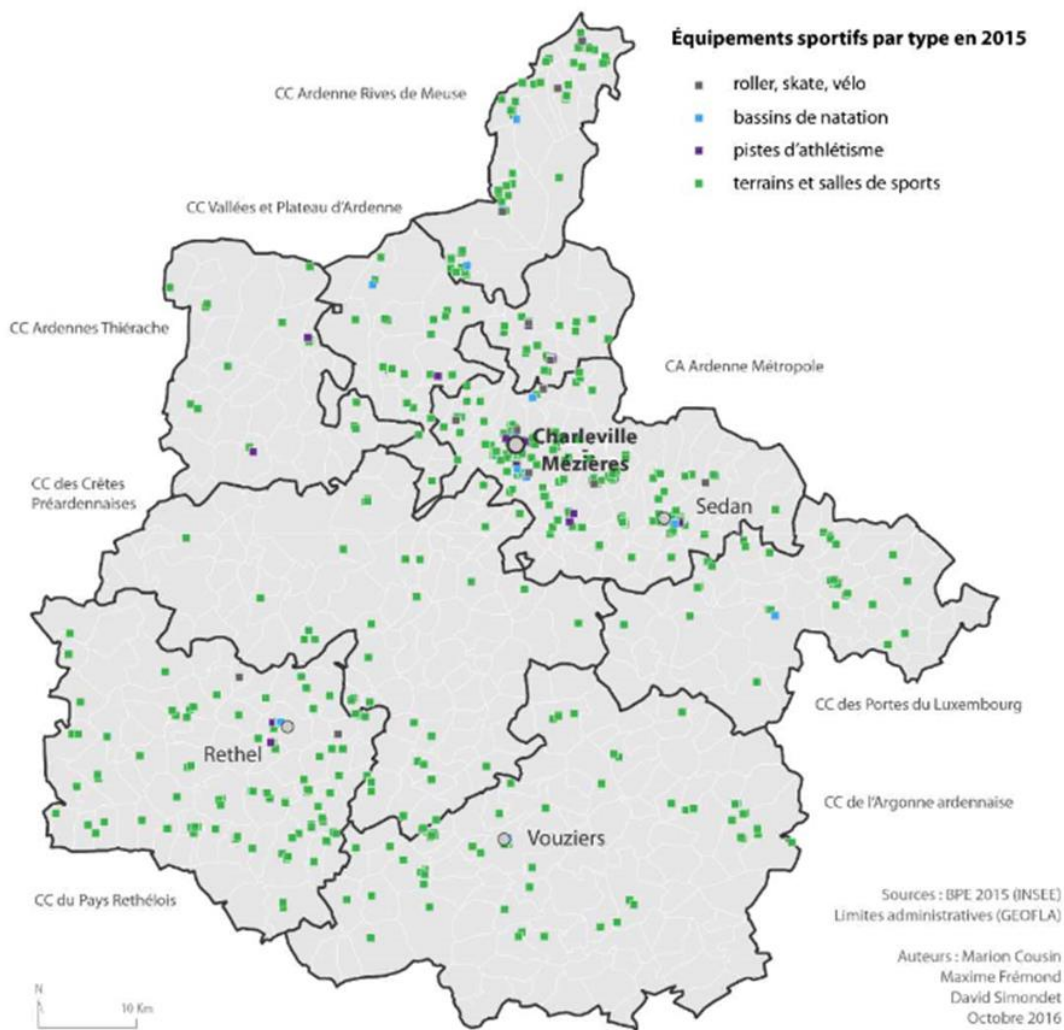 Équipements sportifs par type en 2015
roller, skate, vélo
bassins de natation
pistes d'athlétisme
terrains et salles de sports
CC Ardenne Rives de Meuse
CC Vallées et Plateau d'Ardenne
CC Ardennes Thiérache
CA Ardenne Métropole
Charleville
-
Mézières
CC des Crêtes
Préardennaises
Sedan
CC des Portes du Luxembourg
Rethel
CC de l'Argonne ardennaise
Vouziers
CC du Pays Rethélois
Sources : BPE 2015 (INSEE)
Limites administratives (GEOFLA)
Auteurs : Marion Cousin
Maxime Frémond
David Simondet
Octobre 2016
N
10 Km